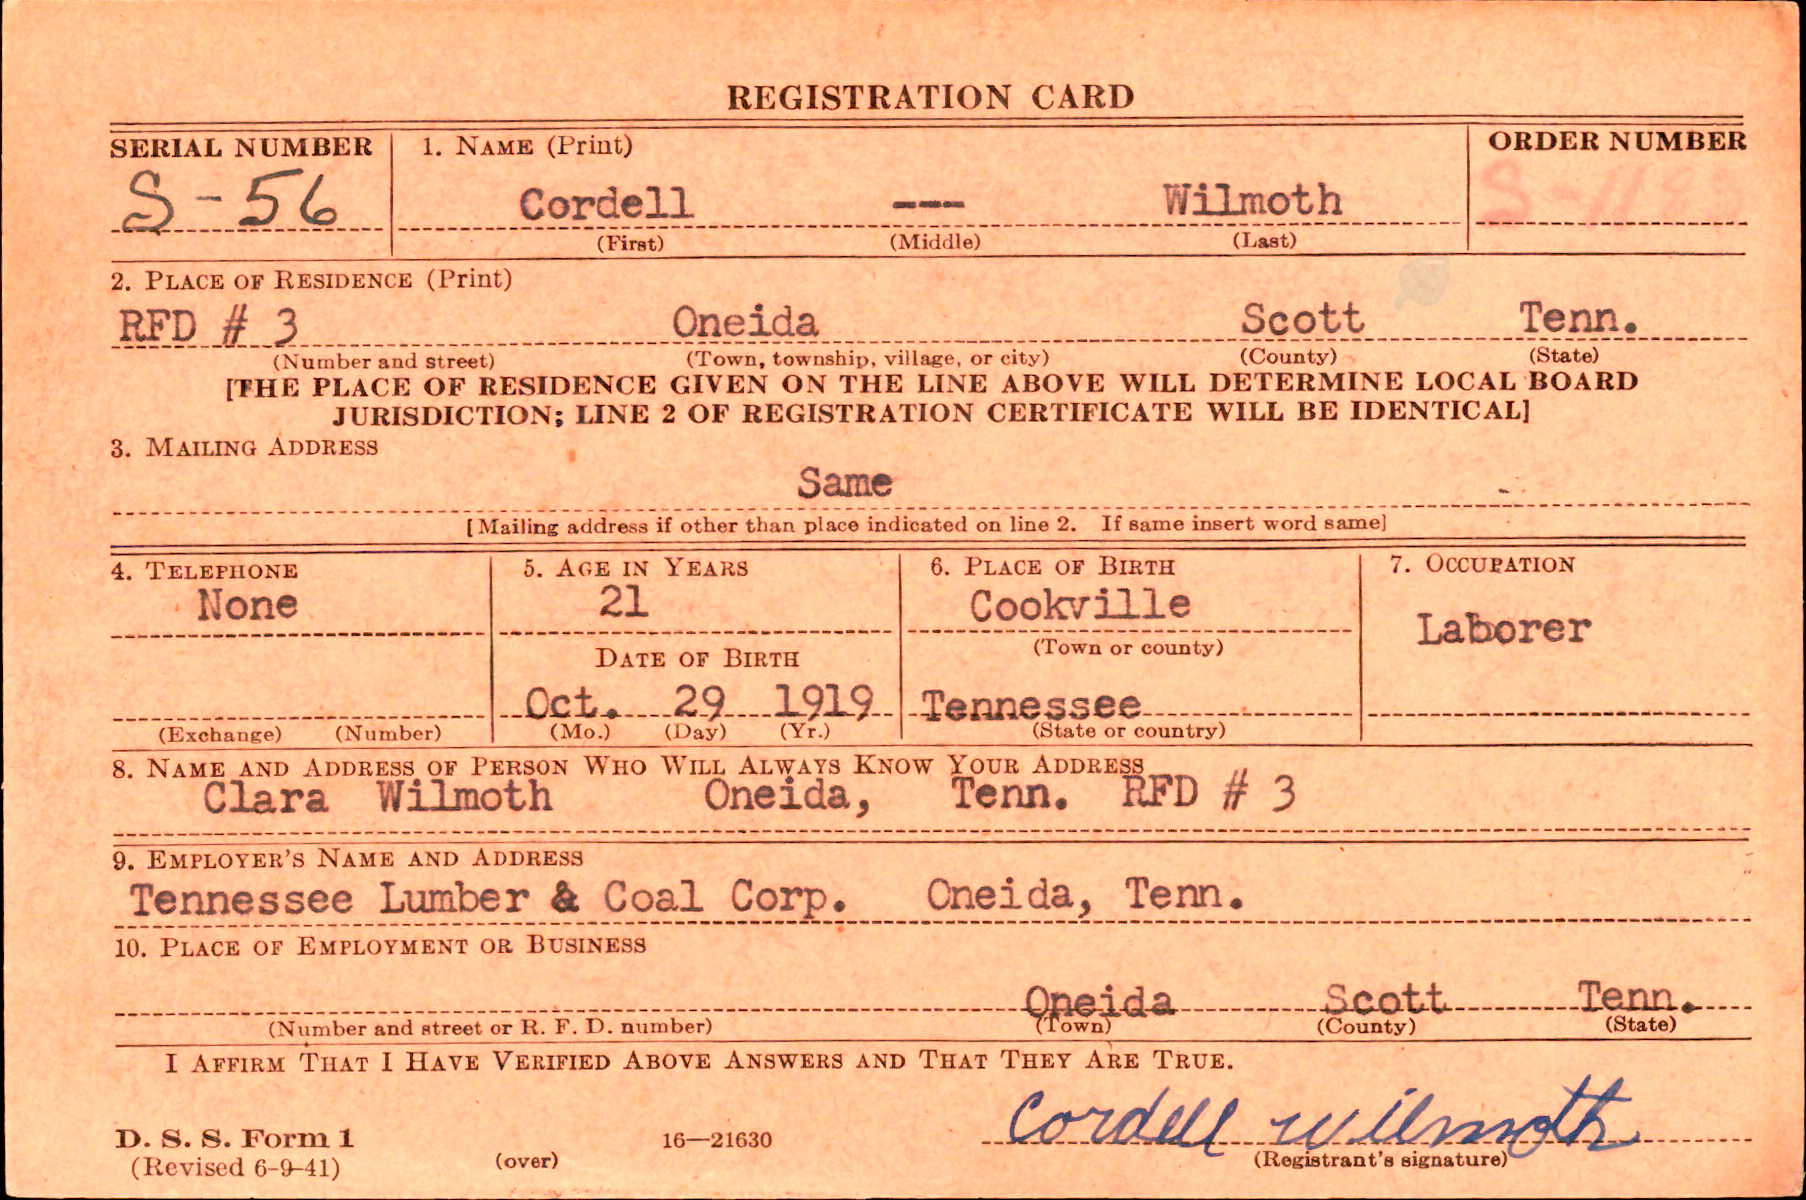 REGISTRATION CARD
SERIAL NUMBER 1. NAME (Print) ORDER NUMBER
S-56 Cordell --- Wilmoth
(First) (Middle) (Last)
2. PLACE OF RESIDENCE (Print)
RFD # 3 Oneida Scott Tenn.
(Number and street) (Town, township, village, or city) (County) (State)
[THE PLACE OF RESIDENCE GIVEN ON THE LINE ABOVE WILL DETERMINE LOCAL BOARD
JURISDICTION; LINE 2 OF REGISTRATION CERTIFICATE WILL BE IDENTICAL]
3. MAILING ADDRESS
Same
[Mailing address if other than place indicated on line 2. If same insert word same]
4. TELEPHONE 5. AGE IN YEARS 6. PLACE OF BIRTH 7. OCCUPATION
None 21 Cookville Laborer
(Town or county)
DATE OF BIRTH
Oct. 29 1919 Tennessee
(Exchange) (Number) (Mo.) (Day) (Yr.) (State or country)
8. NAME AND ADDRESS OF PERSON WHO WILL ALWAYS KNOW YOUR ADDRESS
Clara Wilmoth Oneida, Tenn. RFD # 3
9. EMPLOYER'S NAME AND ADDRESS
Tennessee Lumber & Coal Corp. Oneida, Tenn.
10. PLACE OF EMPLOYMENT OR BUSINESS
Oneida Scott Tenn.
(Number and street or R. F. D. number) (Town) (County) (State)
I AFFIRM THAT I HAVE VERIFIED ABOVE ANSWERS AND THAT THEY ARE TRUE.
Cordell Wilmoth
D. S. S. Form 1 16—21630
(Revised 6-9-41) (over) (Registrant's signature)